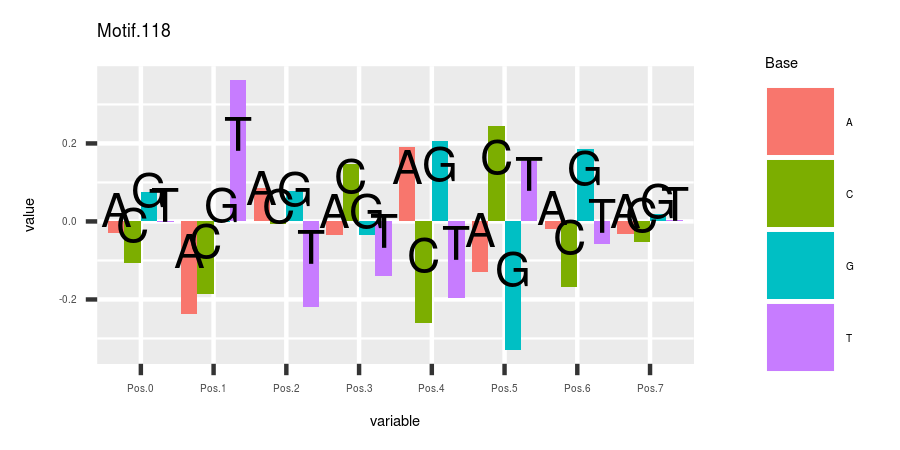 Motif.118
Base
A
C
G
T
value
0.2
0.0
-0.2
A
C
G
T
A
C
G
T
A
C
G
T
A
C
G
T
A
C
G
T
A
C
G
T
A
C
G
T
A
C
G
T
Pos.0 Pos.1 Pos.2 Pos.3 Pos.4 Pos.5 Pos.6 Pos.7
variable